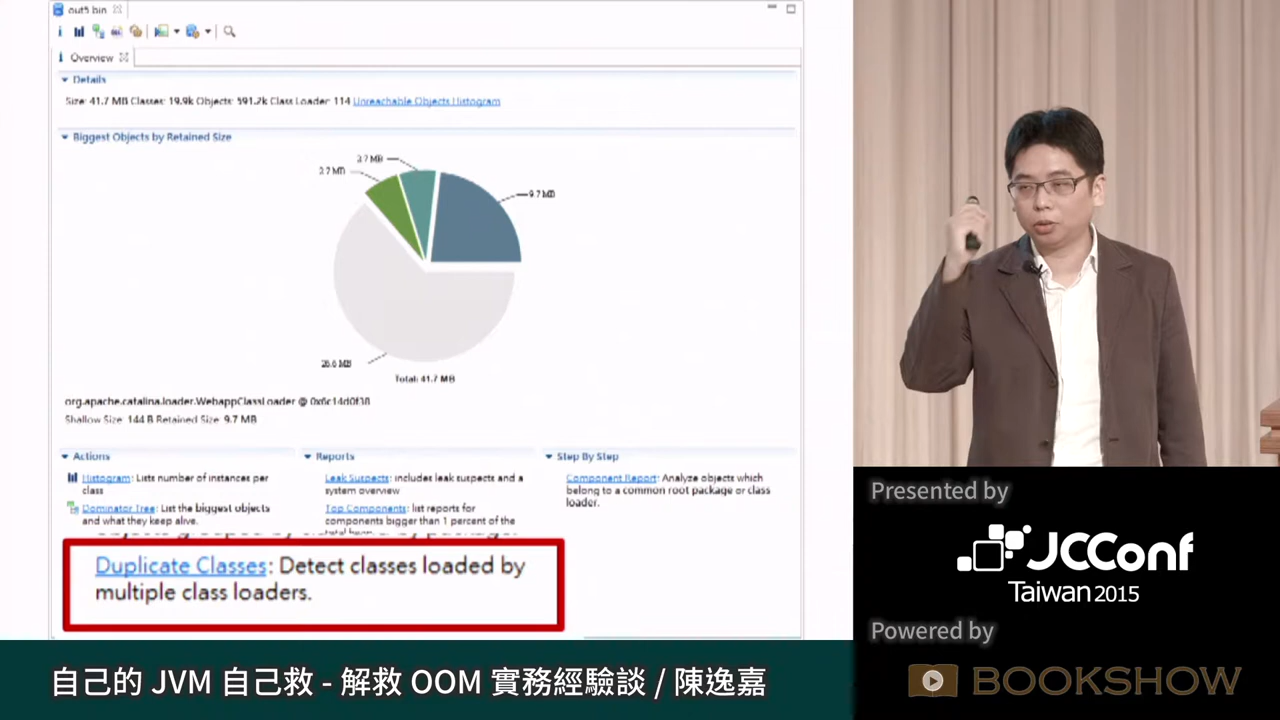 out5 bin
Overview
Details
Size: 41.7 MB Classes: 19.9k Objects: 591.2k Class Loader: 114 Unreachable Objects Histogram
Biggest Objects by Retained Size
3.7 MB
3.7 MB
9.7 MB
26.6 MB
Total: 41.7 MB
org.apache.catalina.loader.WebappClassLoader @ 0x6c14d0f38
Shallow Size: 144 B Retained Size: 9.7 MB
Actions
Histogram: Lists number of instances per
class
Dominator Tree: List the biggest objects
and what they keep alive.
Reports
Leak Suspects: includes leak suspects and a
system overview
Top Components: list reports for
components bigger than 1 percent of the
Step By Step
Component Report: Analyze objects which
belong to a common root package or class
loader.
Duplicate Classes: Detect classes loaded by
multiple class loaders.
自己的 JVM 自己救 - 解救 OOM 實務經驗談 / 陳逸嘉
Presented by
JCConf
Taiwan 2015
Powered by
BOOKSHOW